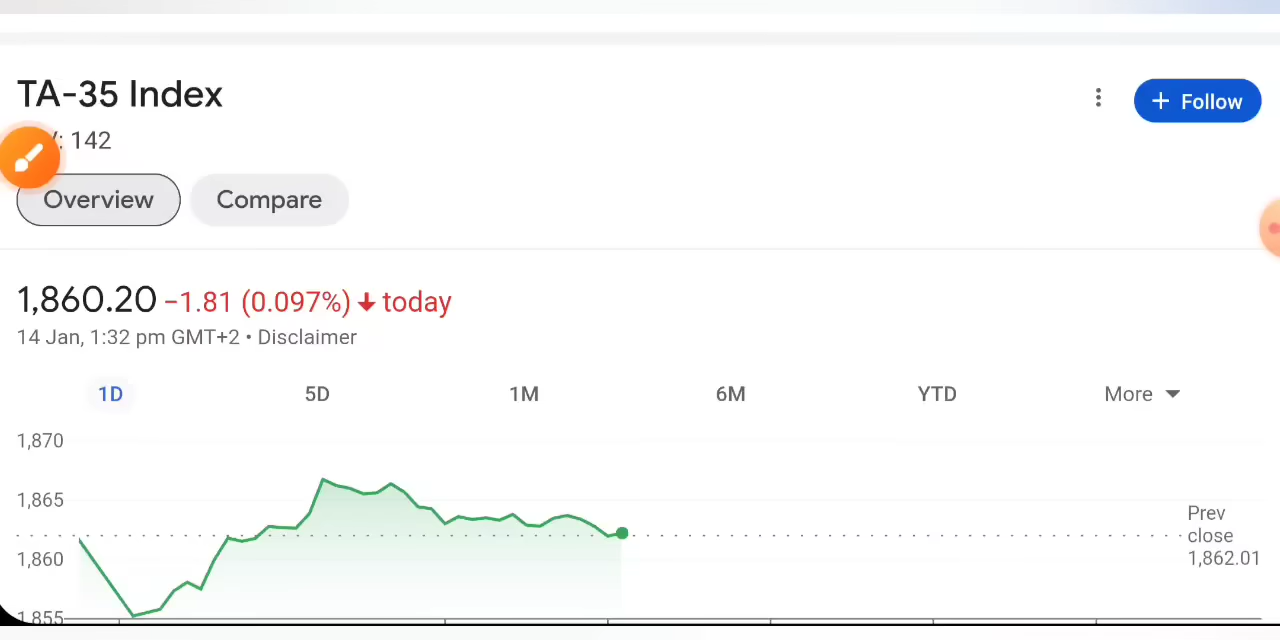 TA-35 Index
: 142
+ Follow
Overview
Compare
1,860.20 −1.81 (0.097%) ↓ today
14 Jan, 1:32 pm GMT+2 • Disclaimer
1D
5D
1M
6M
YTD
More
1,870
1,865
1,860
1,855
Prev
close
1,862.01